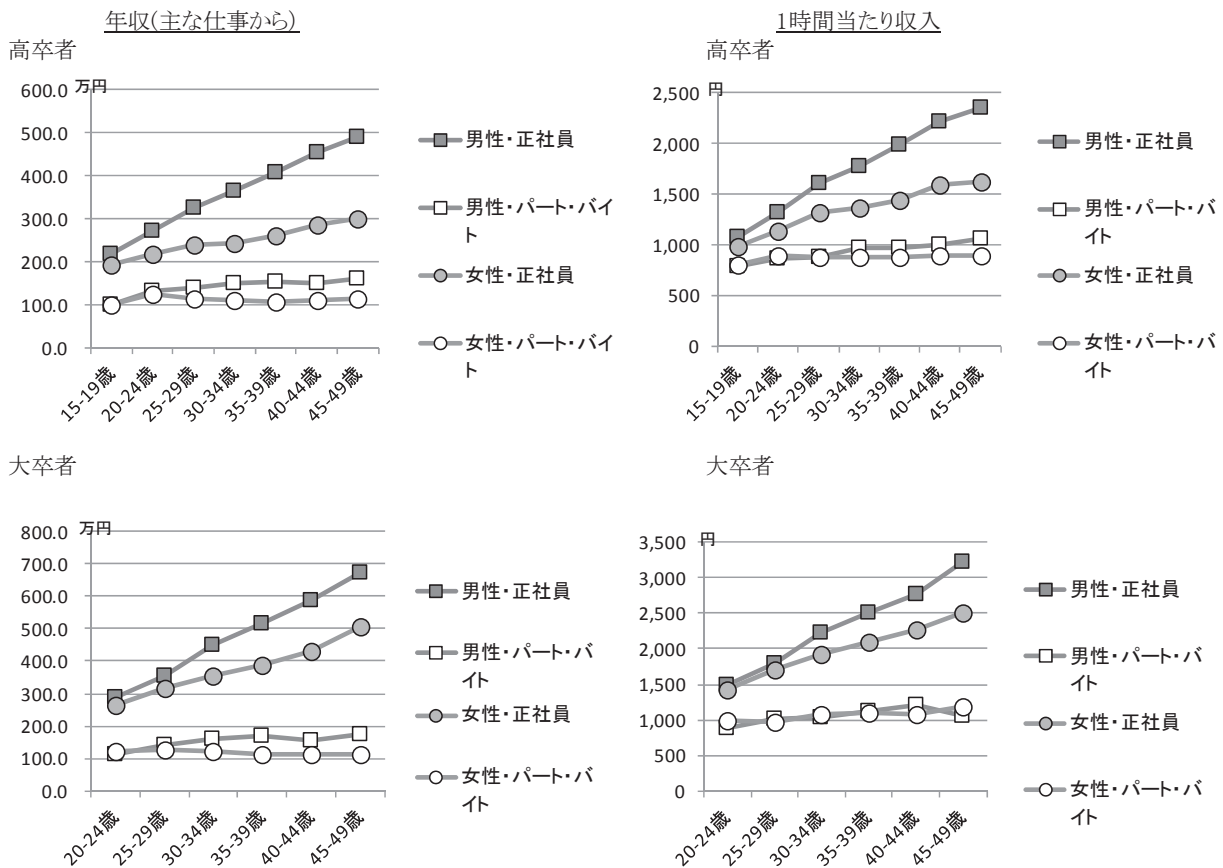 年収(主な仕事から)
高卒者
万円
600.0
500.0
400.0
300.0
200.0
100.0
0.0
15-19歳
20-24歳
25-29歳
30-34歳
35-39歳
40-44歳
45-49歳
男性・正社員
男性・パート・バイ
ト
女性・正社員
女性・パート・バイ
ト
1時間当たり収入
高卒者
円
2,500
2,000
1,500
1,000
500
0
15-19歳
20-24歳
25-29歳
30-34歳
35-39歳
40-44歳
45-49歳
男性・正社員
男性・パート・バ
イト
女性・正社員
女性・パート・バ
イト
大卒者
万円
800.0
700.0
600.0
500.0
400.0
300.0
200.0
100.0
0.0
20-24歳
25-29歳
30-34歳
35-39歳
40-44歳
45-49歳
男性・正社員
男性・パート・バ
イト
女性・正社員
女性・パート・バ
イト
大卒者
円
3,500
3,000
2,500
2,000
1,500
1,000
500
0
20-24歳
25-29歳
30-34歳
35-39歳
40-44歳
45-49歳
男性・正社員
男性・パート・バ
イト
女性・正社員
女性・パート・バ
イト